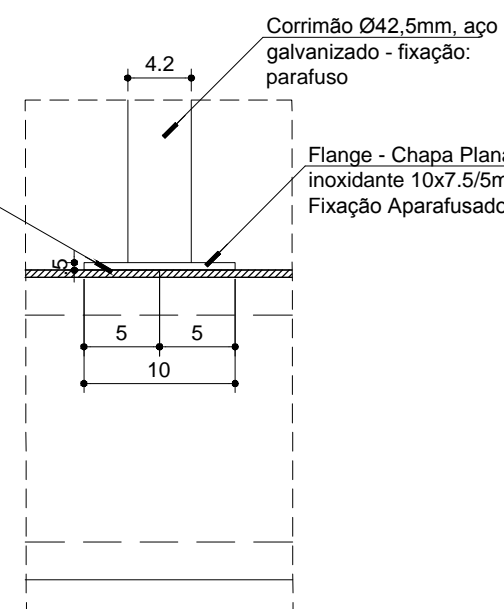 Corrimão Ø42,5mm, aço
galvanizado - fixação:
parafuso
4.2
Flange - Chapa Plana
inoxidante 10x7.5/5m
Fixação Aparafusado
.5
5
5
10